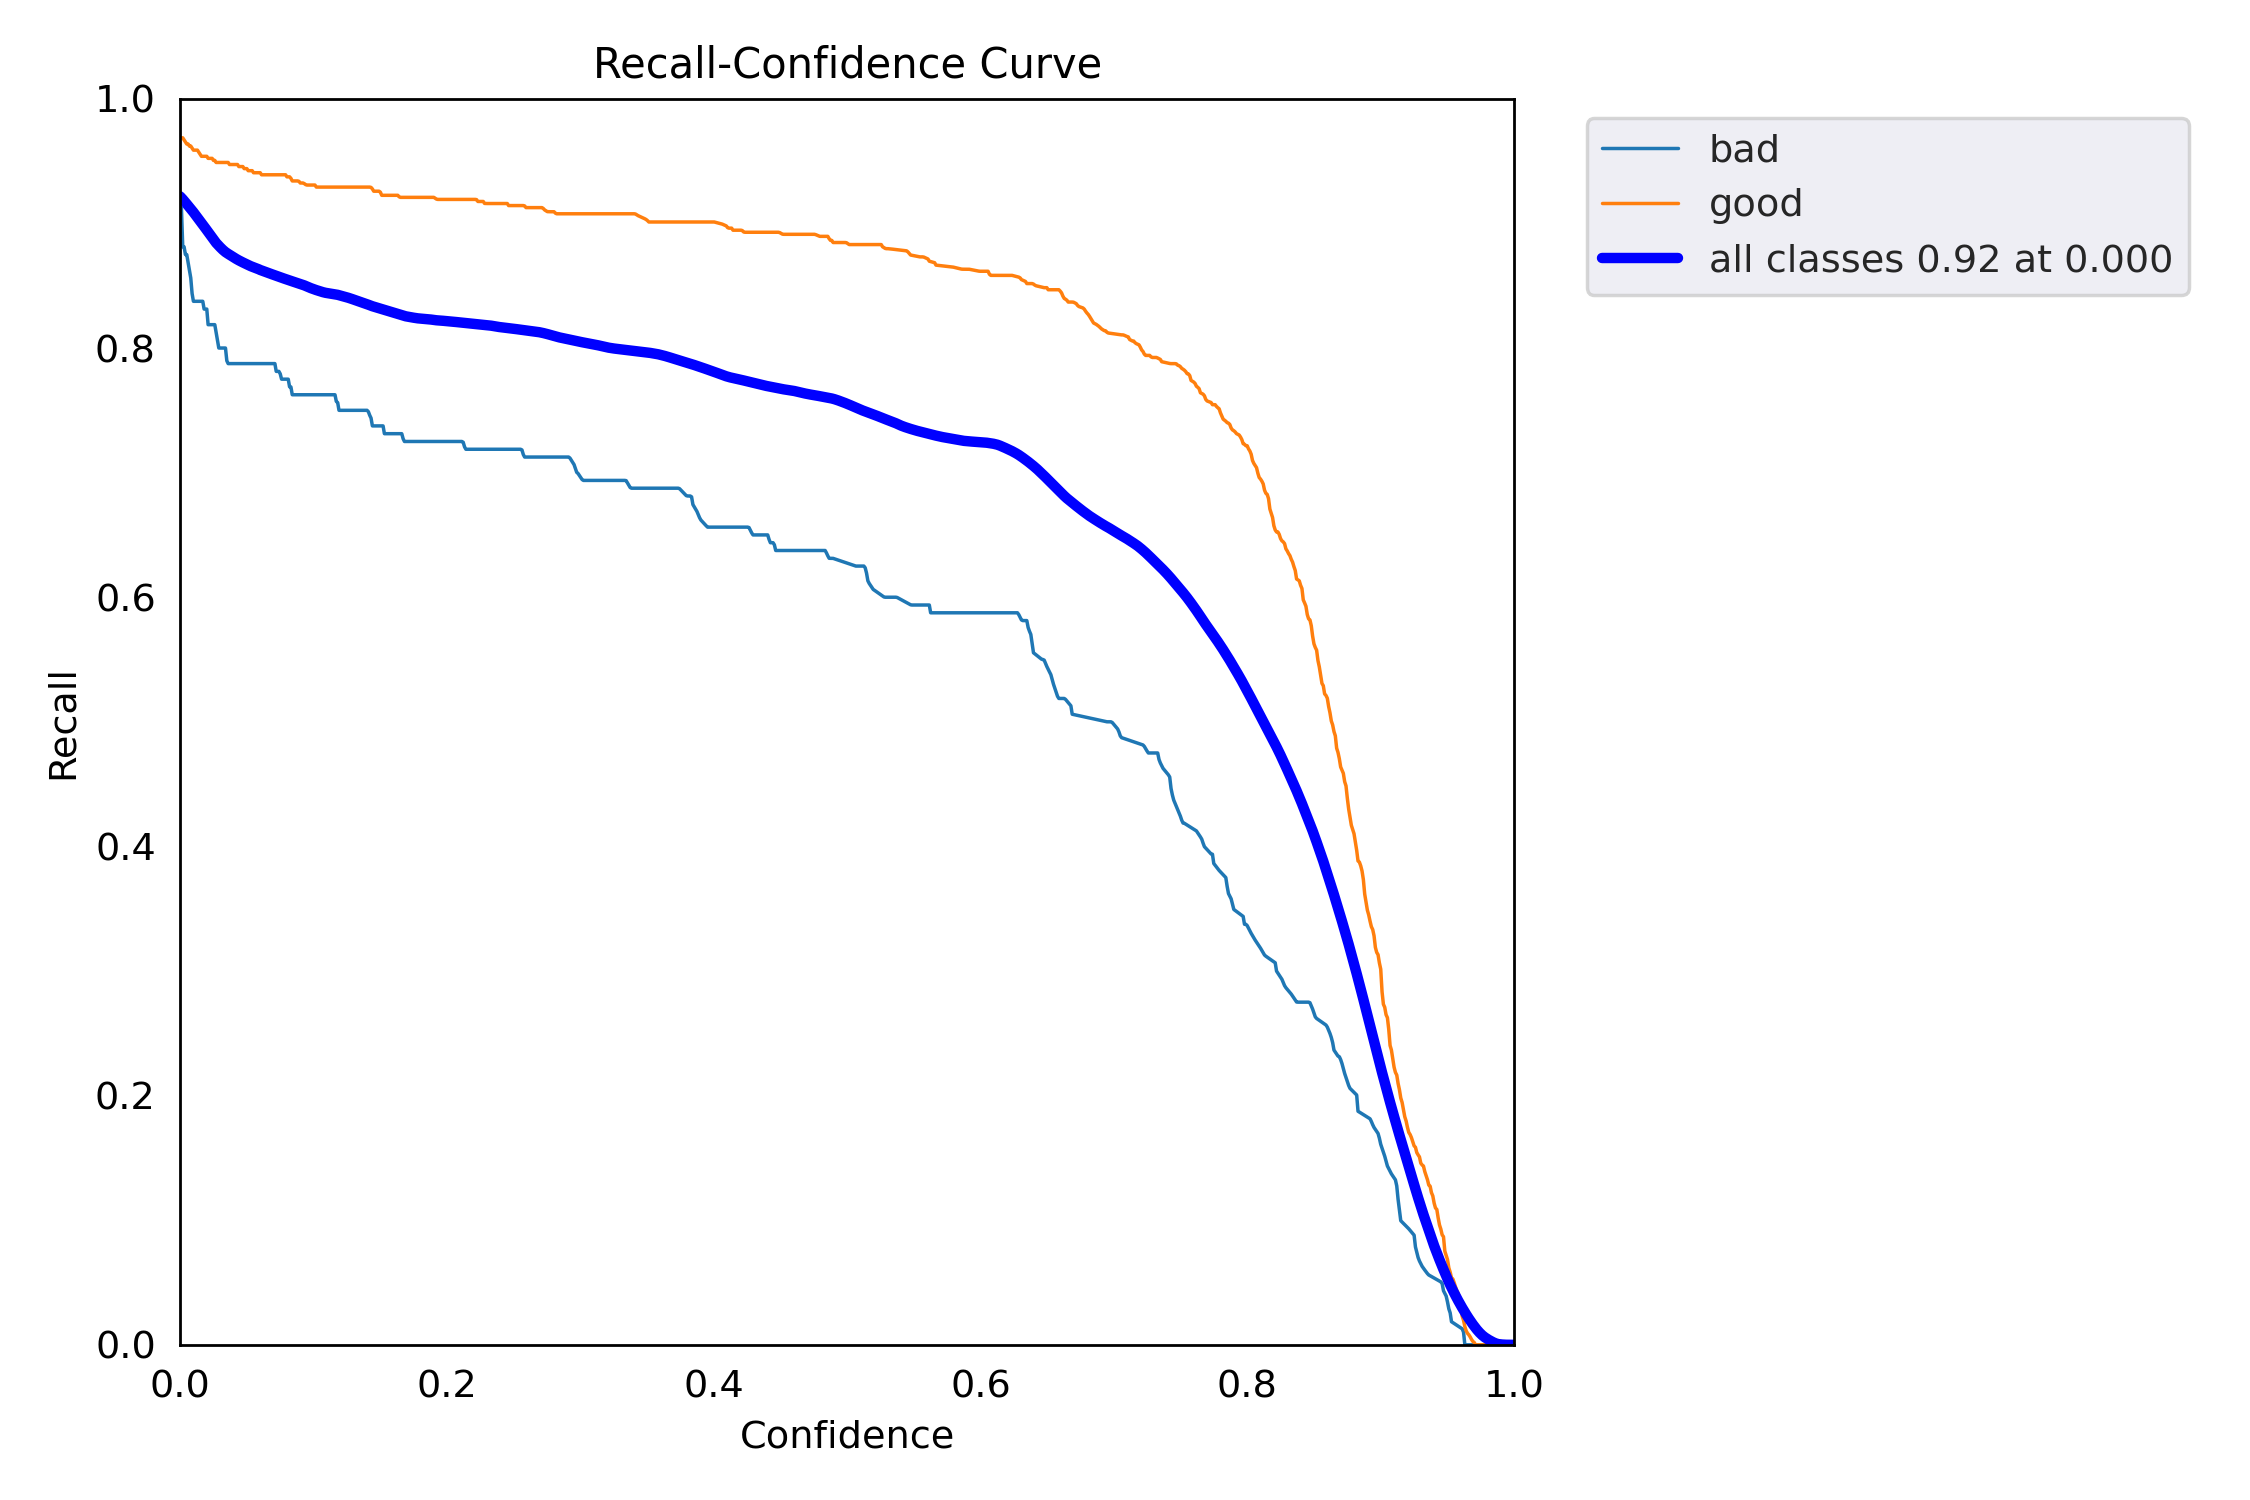 Recall-Confidence Curve
1.0
0.8
0.6
0.4
0.2
0.0
Recall
0.0 0.2 0.4 0.6 0.8 1.0
Confidence
bad
good
all classes 0.92 at 0.000